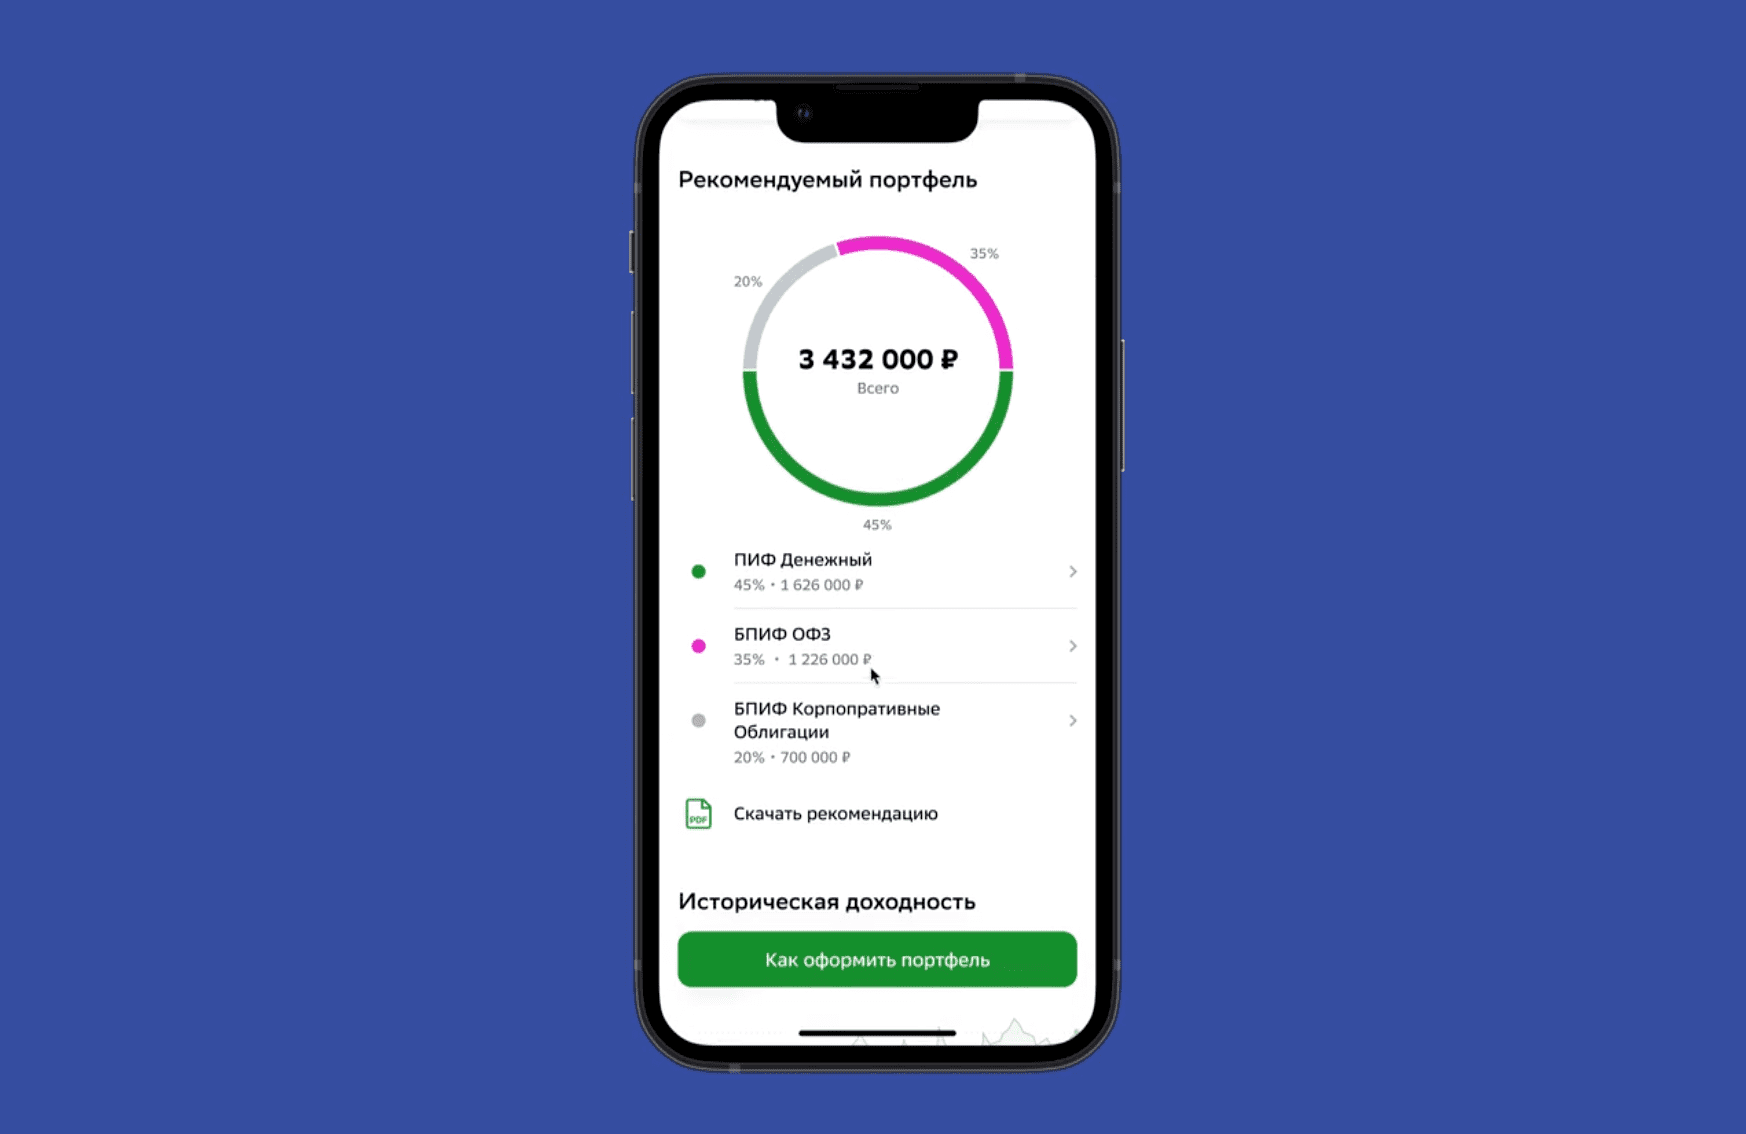 Рекомендуемый портфель
35%
20%
3 432 000 ₽
Всего
45%
ПИФ Денежный
45% • 1 626 000 ₽
БПИФ ОФЗ
35% • 1 226 000 ₽
БПИФ Корпопративные
Облигации
20% • 700 000 ₽
PDF
Скачать рекомендацию
Историческая доходность
Как оформить портфель